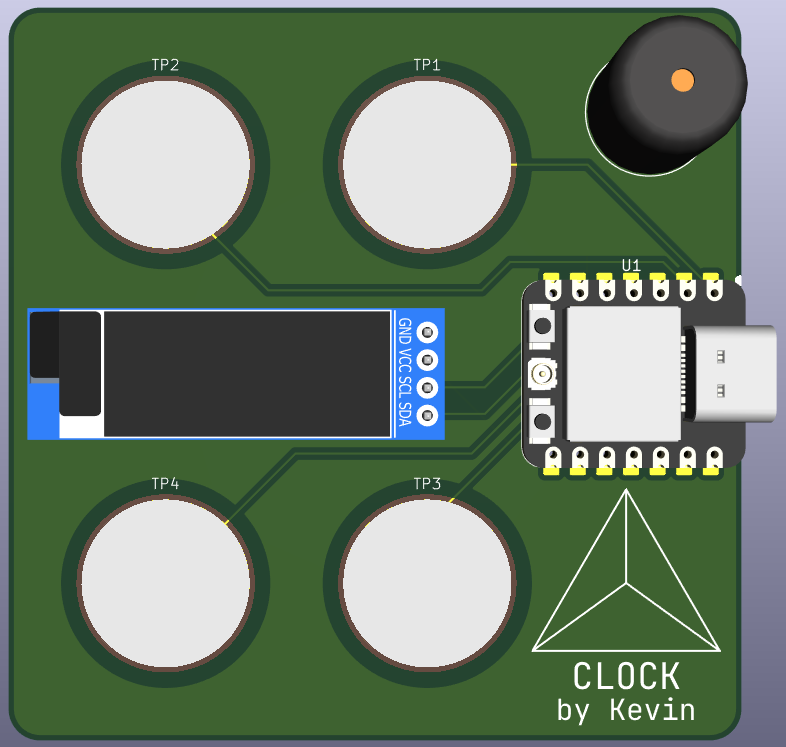 TP2
TP1
U1
GND VCC SCL SDA
TP4
TP3
CLOCK
by Kevin